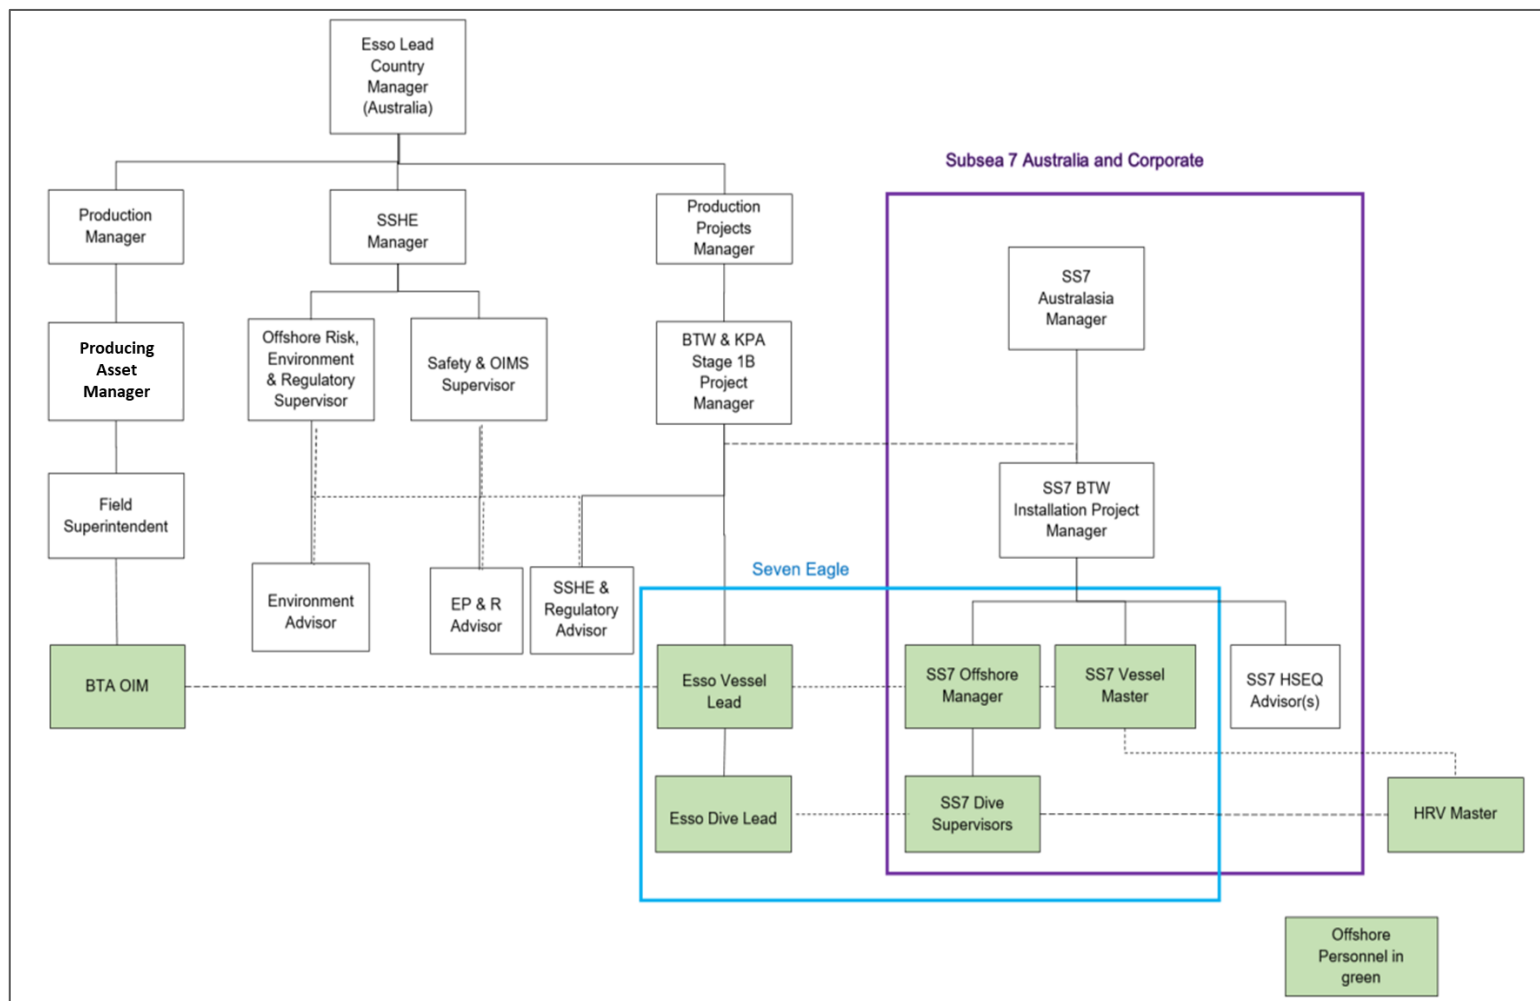 Esso Lead
Country
Manager
(Australia)
Subsea 7 Australia and Corporate
Production
Manager
SSHE
Manager
Production
Projects
Manager
SS7
Australasia
Manager
Producing
Asset
Manager
Offshore Risk,
Environment
& Regulatory
Supervisor
Safety & OIMS
Supervisor
BTW & KPA
Stage 1B
Project
Manager
Field
Superintendent
SS7 BTW
Installation Project
Manager
Environment
Advisor
EP & R
Advisor
SSHE &
Regulatory
Advisor
Seven Eagle
BTA OIM
Esso Vessel
Lead
SS7 Offshore
Manager
SS7 Vessel
Master
SS7 HSEQ
Advisor(s)
Esso Dive Lead
SS7 Dive
Supervisors
HRV Master
Offshore
Personnel in
green